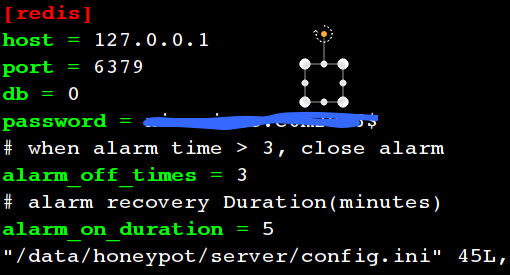 [redis]
host = 127.0.0.1
port = 6379
db = 0
password =
# when alarm time > 3, close alarm
alarm_off_times = 3
# alarm recovery Duration(minutes)
alarm_on_duration = 5
"/data/honeypot/server/config.ini" 45L,